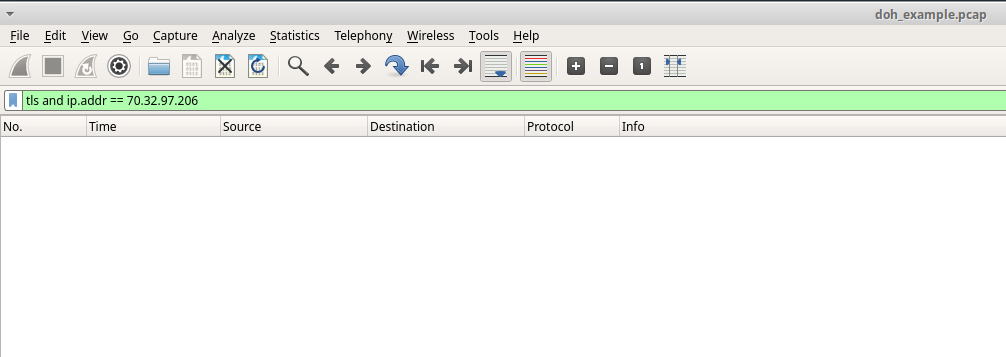 doh_example.pcap
File Edit View Go Capture Analyze Statistics Telephony Wireless Tools Help
tls and ip.addr == 70.32.97.206
No. Time Source Destination Protocol Info